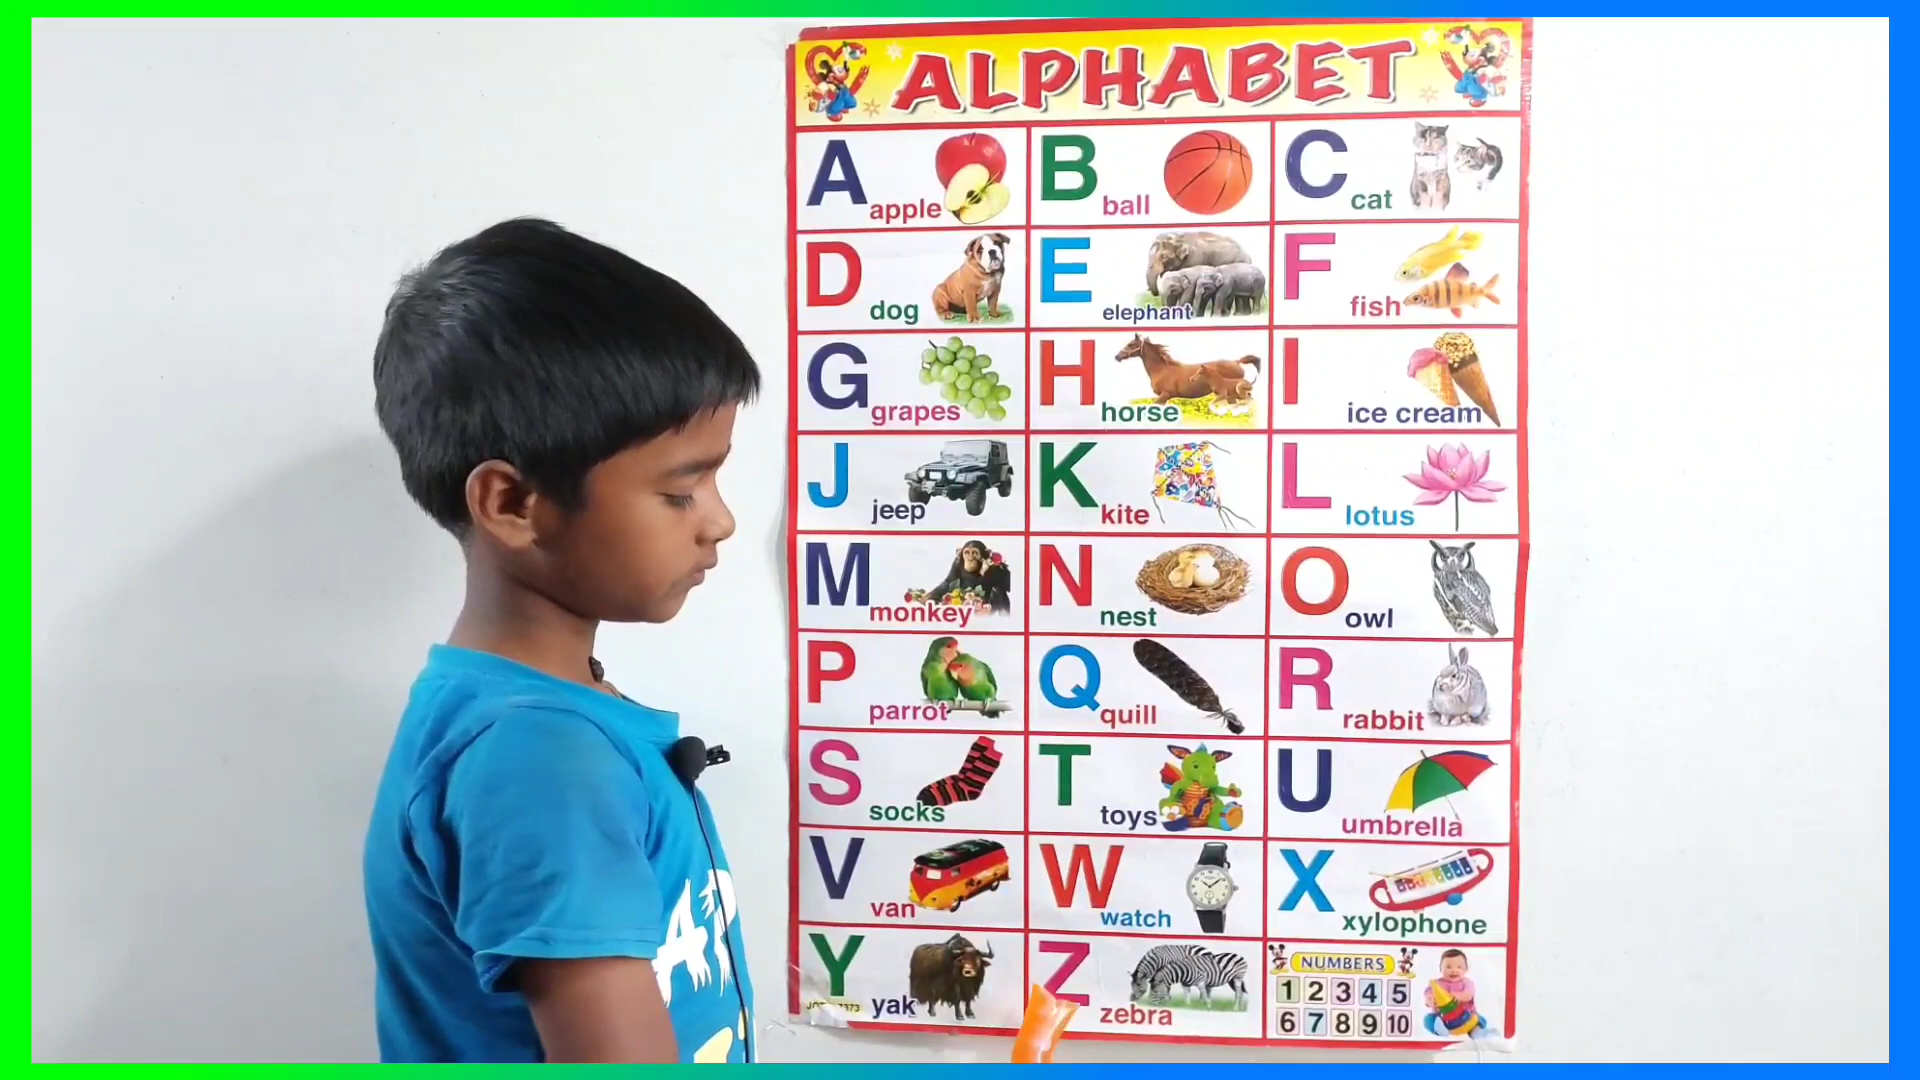 ALPHABET
A apple
B ball
C cat
D dog
E elephant
F fish
G grapes
H horse
I ice cream
J jeep
K kite
L lotus
M monkey
N nest
O owl
P parrot
Q quill
R rabbit
S socks
T toys
U umbrella
V van
W watch
X xylophone
Y yak
Z zebra
NUMBERS
1 2 3 4 5
6 7 8 9 10